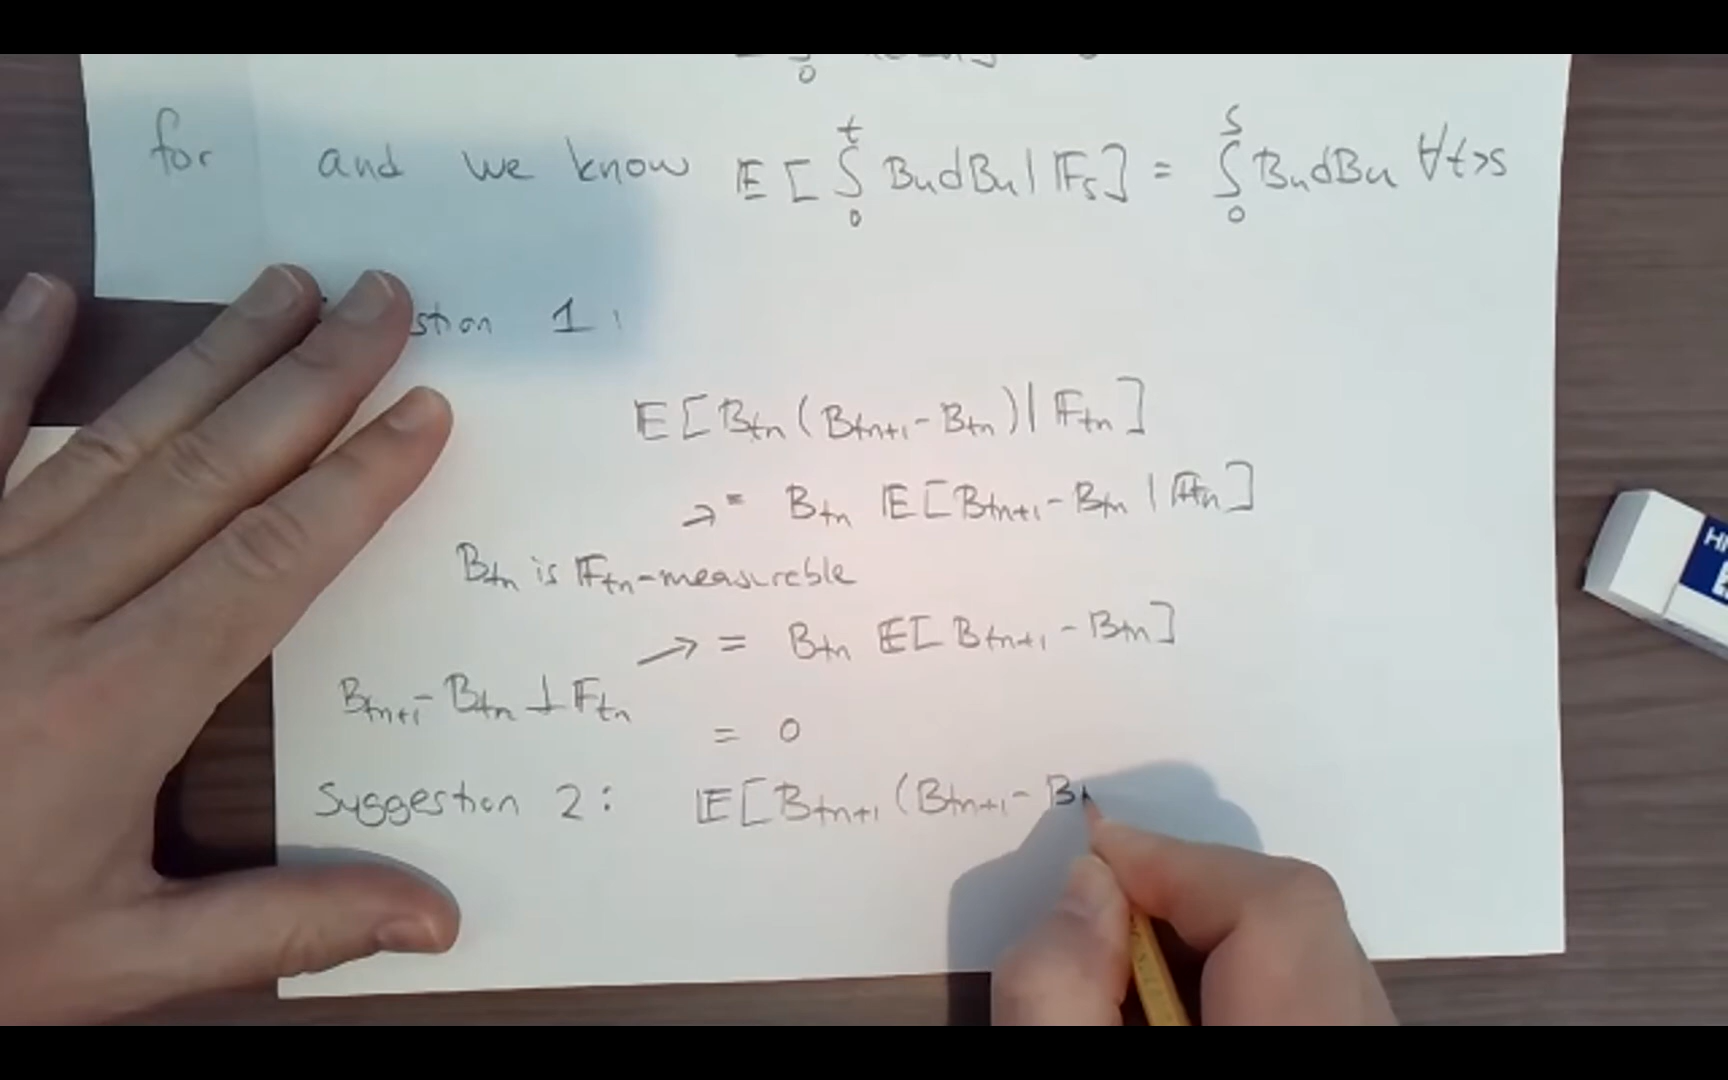 for and we know 𝔼[∫₀ᵗ BudBu | 𝔽s] = ∫₀ˢ BudBu ∀t>s
stion 1:
𝔼[Btn(Btn+1 - Btn) | 𝔽tn]
→ = Btn 𝔼[Btn+1 - Btn | 𝔽tn]
Btn is 𝔽tn-measurable
→ = Btn 𝔼[Btn+1 - Btn]
Btn+1 - Btn ⊥ 𝔽tn
= 0
Suggestion 2: 𝔼[Btn+1 (Btn+1 - Bt